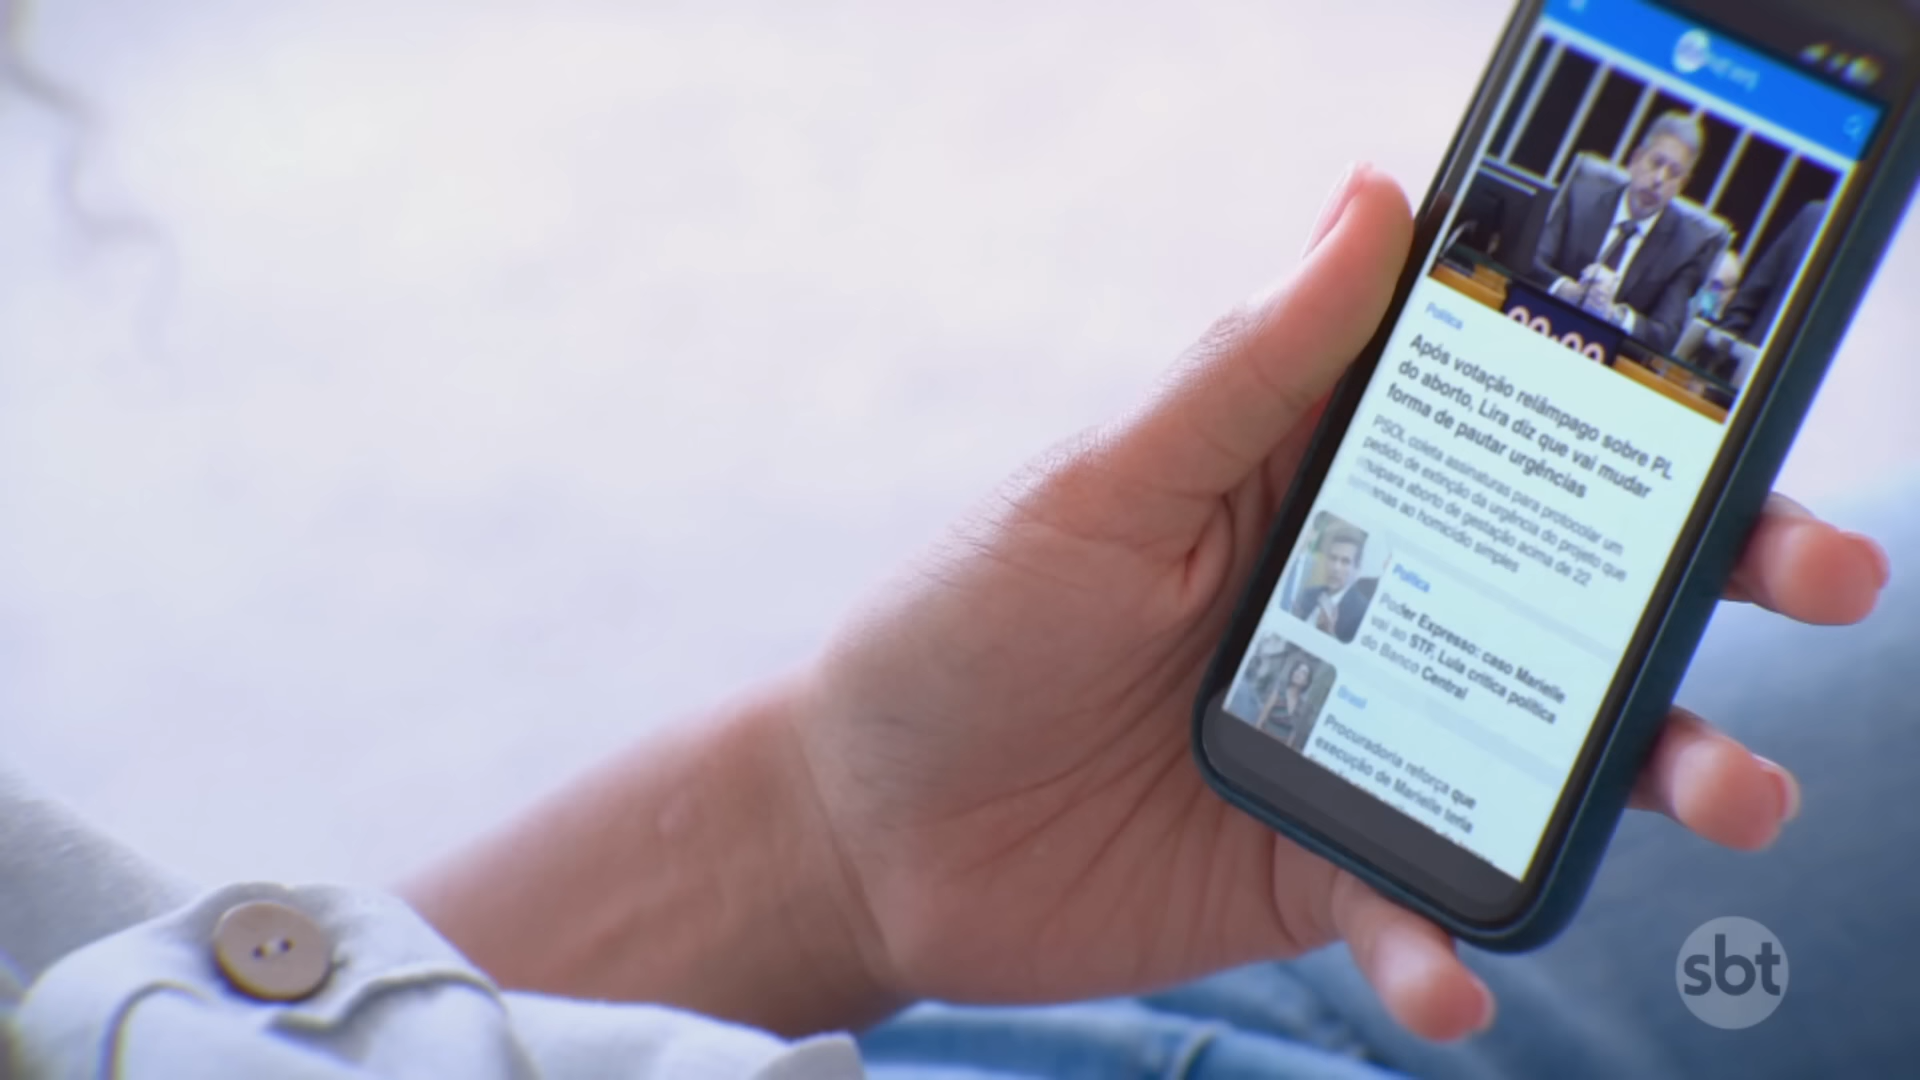 news
00:00
Política
Após votação relâmpago sobre PL
do aborto, Lira diz que vai mudar
forma de pautar urgências
PSOL coleta assinaturas para protocolar um
pedido de extinção da urgência do projeto que
equipara aborto de gestação acima de 22
semanas ao homicídio simples
Política
Poder Expresso: caso Marielle
vai ao STF, Lula critica política
do Banco Central
Brasil
Procuradoria reforça que
execução de Marielle teria
sbt